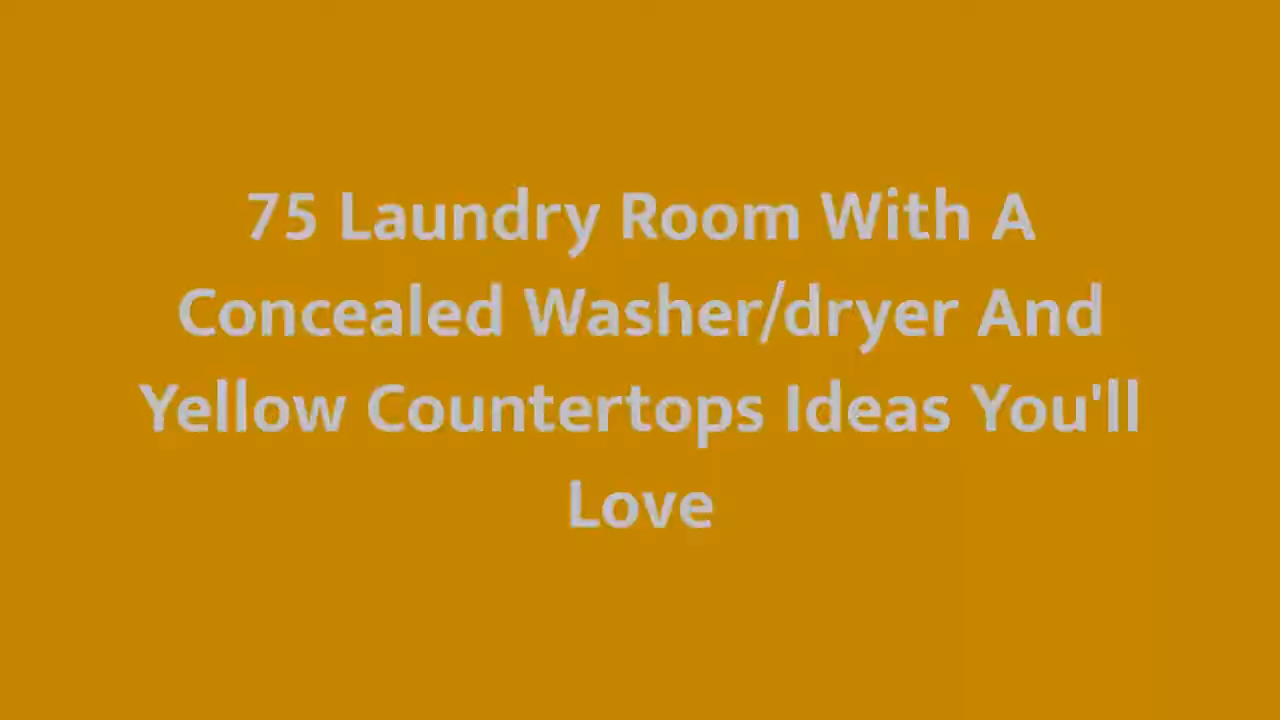 75 Laundry Room With A
Concealed Washer/dryer And
Yellow Countertops Ideas You'll
Love